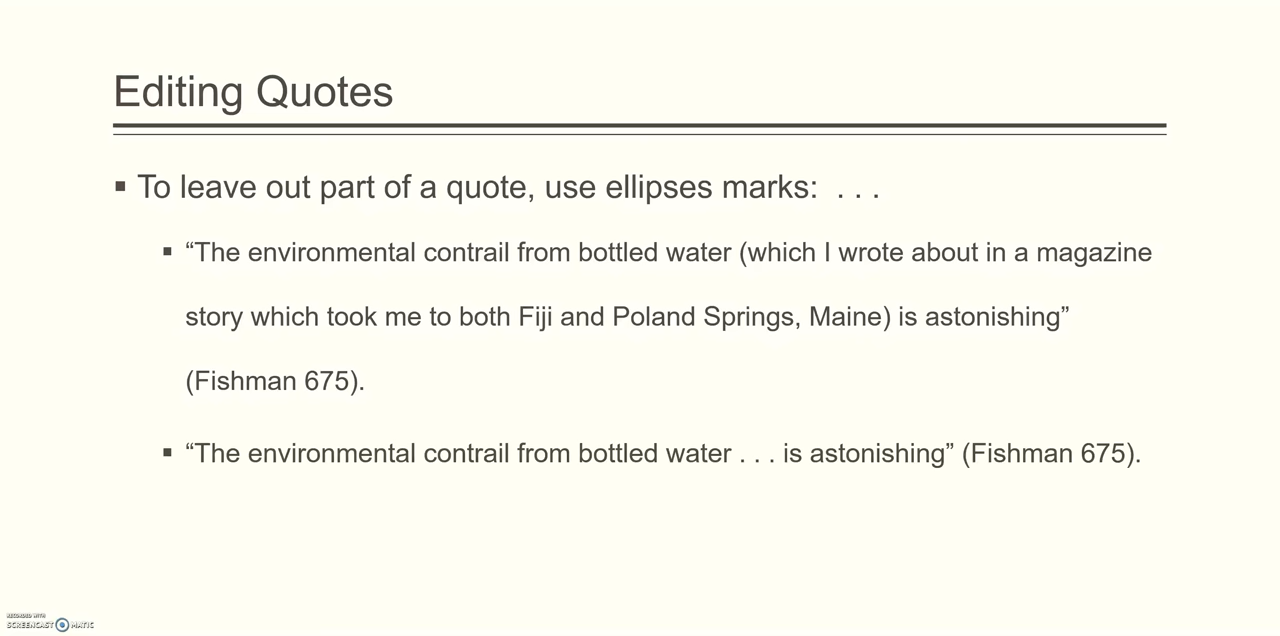 Editing Quotes
▪ To leave out part of a quote, use ellipses marks:  . . .
▪ “The environmental contrail from bottled water (which I wrote about in a magazine
story which took me to both Fiji and Poland Springs, Maine) is astonishing”
(Fishman 675).
▪ “The environmental contrail from bottled water . . . is astonishing” (Fishman 675).
RECORDED WITH
SCREENCAST MATIC